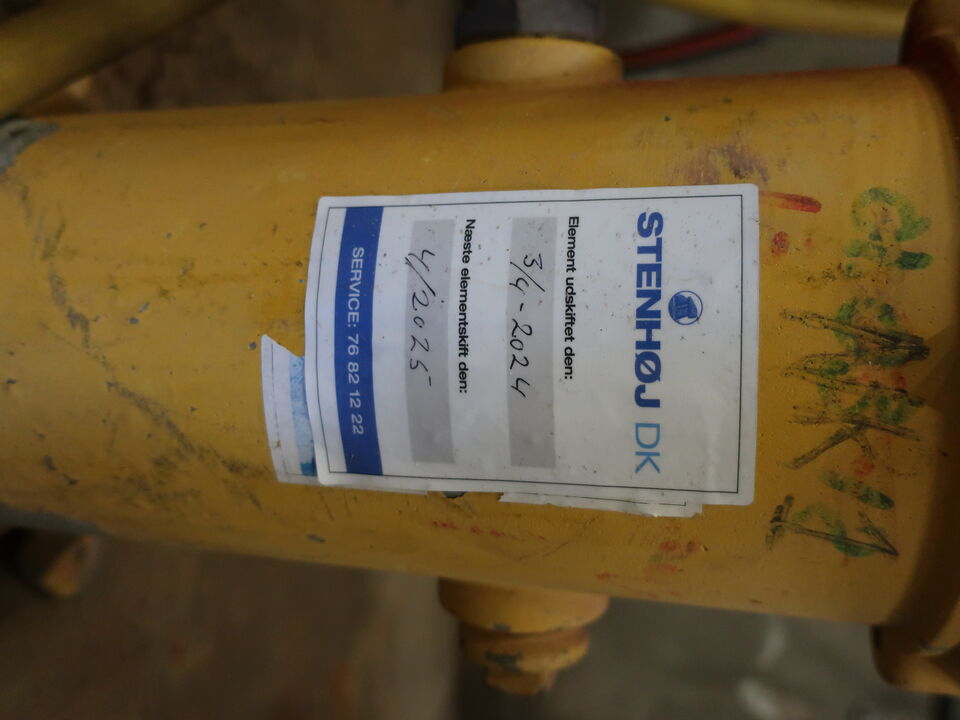 STENHØJ DK
Element udskiftet den:
3/4-2024
Næste elementskift den:
4/2025
SERVICE: 76 82 12 22